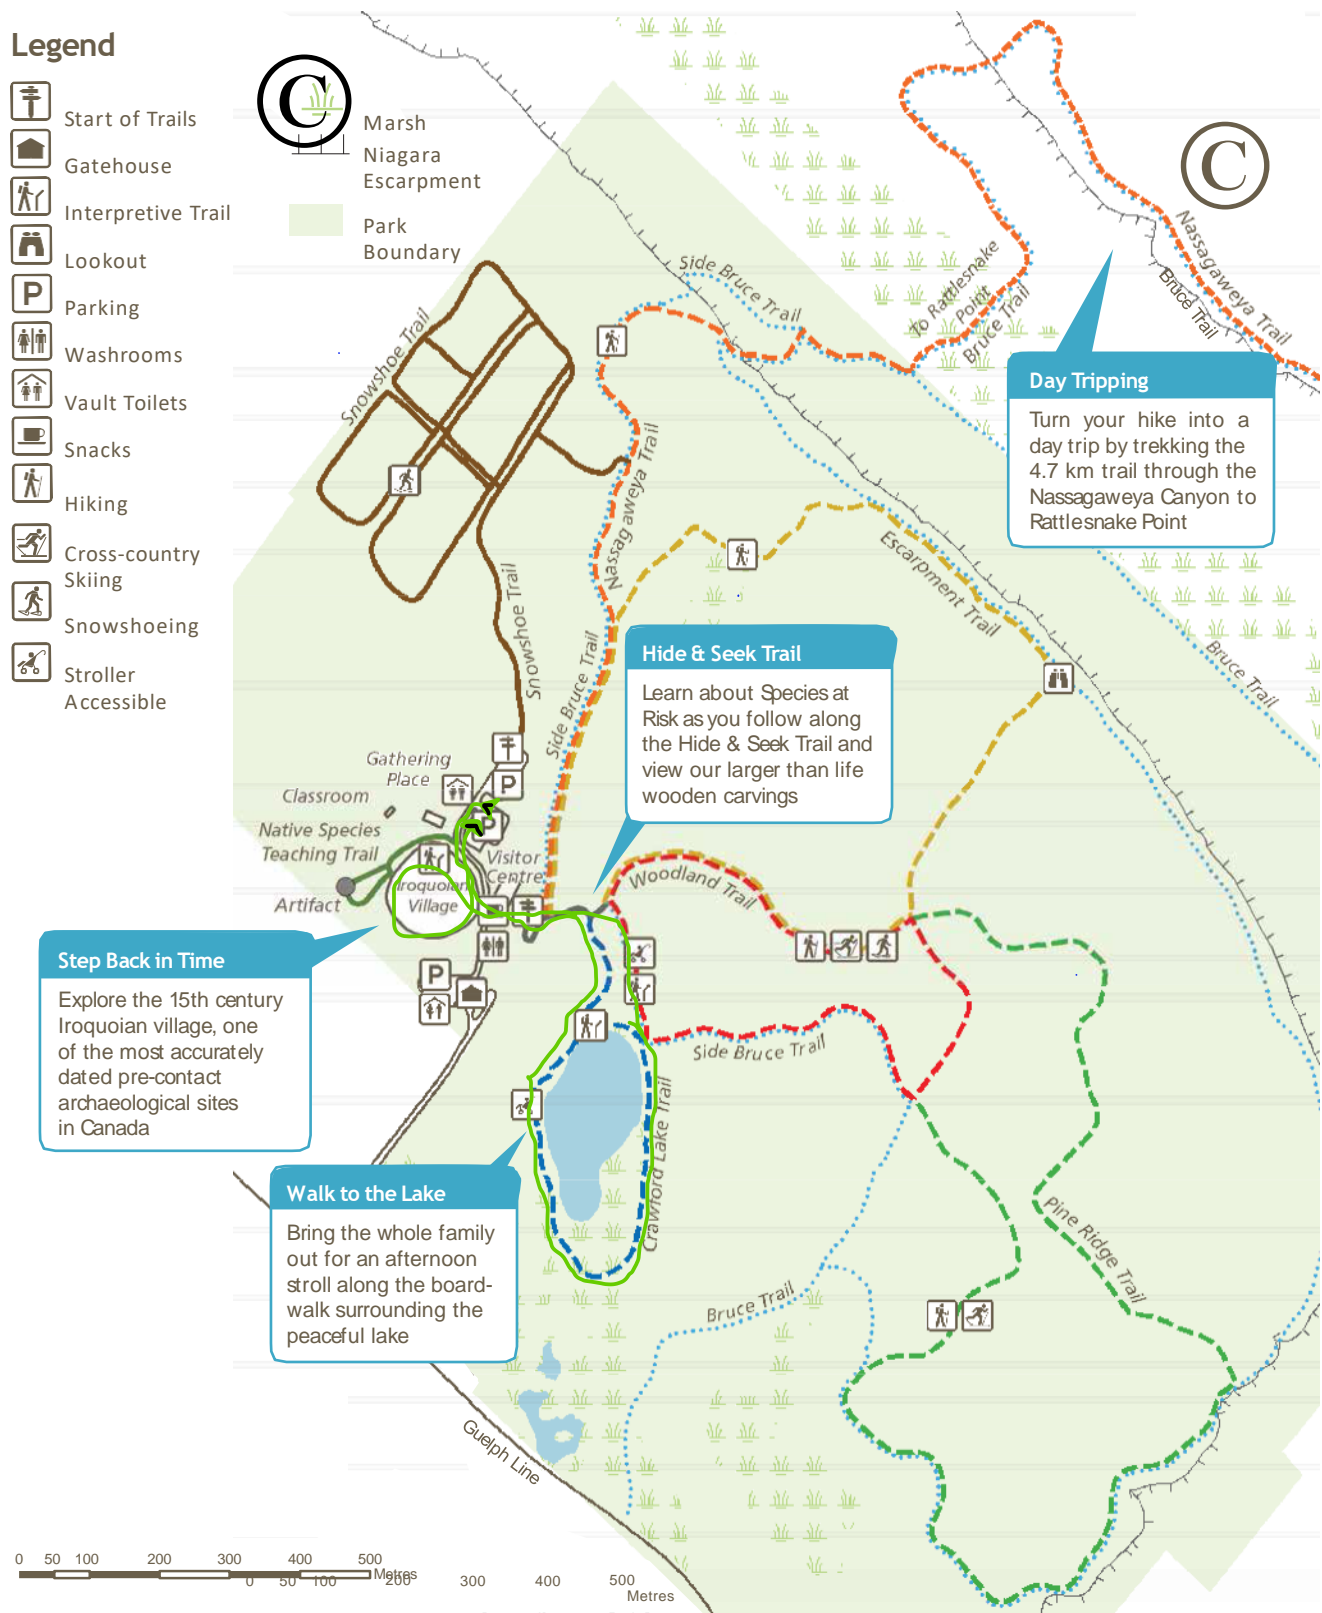 Legend
Start of Trails
Gatehouse
Interpretive Trail
Lookout
Parking
P
Washrooms
Vault Toilets
Snacks
Hiking
Cross-country
Skiing
Snowshoeing
Stroller
Accessible
C
Marsh
Niagara
Escarpment
Park
Boundary
C
Nassagaweya Trail
Bruce Trail
To Rattlesnake
Point
Bruce Trail
Side Bruce Trail
Snowshoe Trail
Day Tripping
Turn your hike into a
day trip by trekking the
4.7 km trail through the
Nassagaweya Canyon to
Rattlesnake Point
Nassagaweya Trail
Escarpment Trail
Snowshoe Trail
Side Bruce Trail
Bruce Trail
Hide & Seek Trail
Learn about Species at
Risk as you follow along
the Hide & Seek Trail and
view our larger than life
wooden carvings
Gathering
Place
P
Classroom
P
Native Species
Teaching Trail
Visitor
Centre
Artifact
Iroquoian
Village
Woodland Trail
P
Step Back in Time
Explore the 15th century
Iroquoian village, one
of the most accurately
dated pre-contact
archaeological sites
in Canada
Side Bruce Trail
Crawford Lake Trail
Walk to the Lake
Bring the whole family
out for an afternoon
stroll along the board-
walk surrounding the
peaceful lake
Pine Ridge Trail
Bruce Trail
Guelph Line
0 50 100 200 300 400 500
Metres
0 50 100 200 300 400 500
Metres